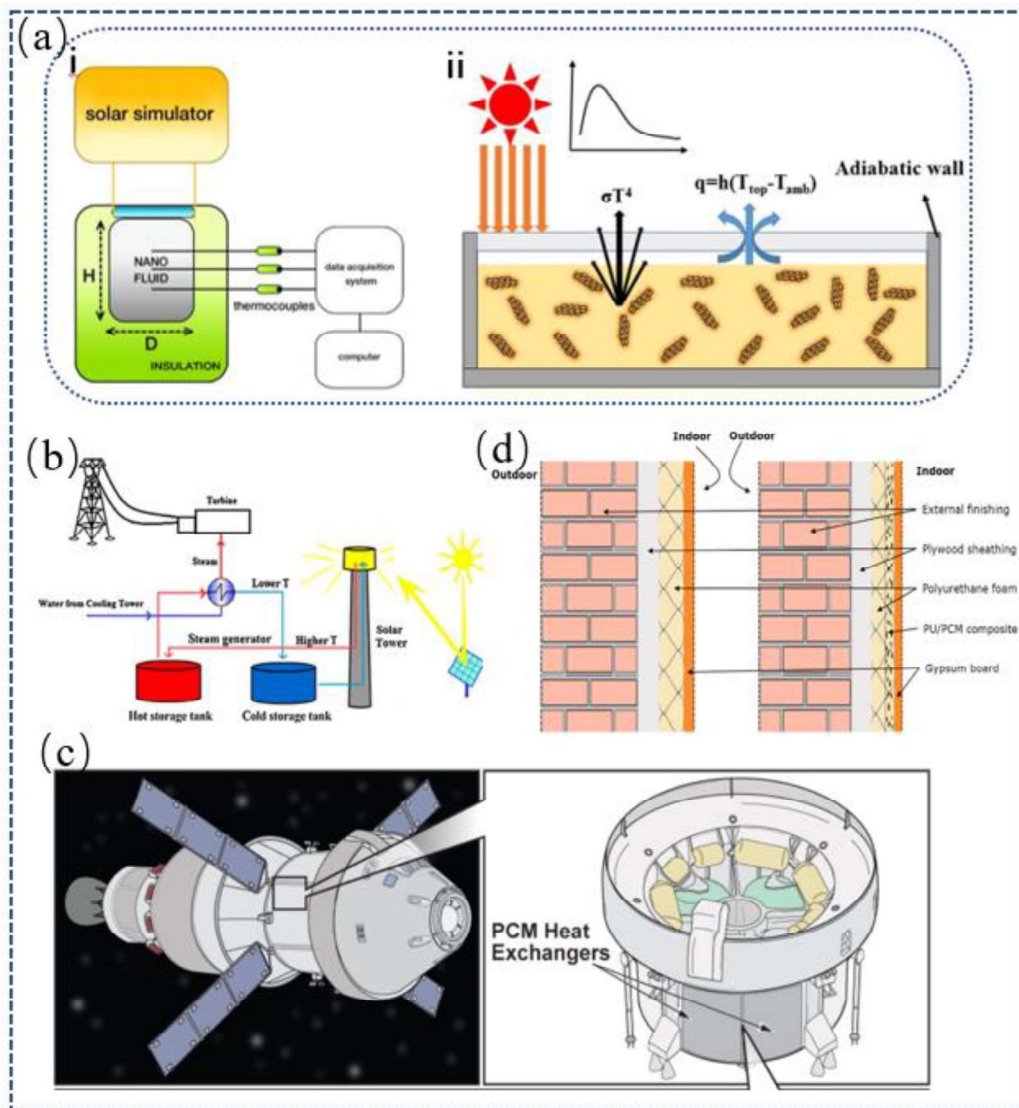 (a)
i
solar simulator
H
NANO
FLUID
D
INSULATION
thermocouples
data acquisition
system
computer
ii
σT⁴
q=h(T_top-T_amb)
Adiabatic wall
(b)
Turbine
Steam
Lower T
Water from Cooling Tower
Steam generator
Higher T
Solar
Tower
Hot storage tank
Cold storage tank
(d)
Indoor
Outdoor
Outdoor
Indoor
External finishing
Plywood sheathing
Polyurethane foam
PU/PCM composite
Gypsum board
(c)
PCM Heat
Exchangers